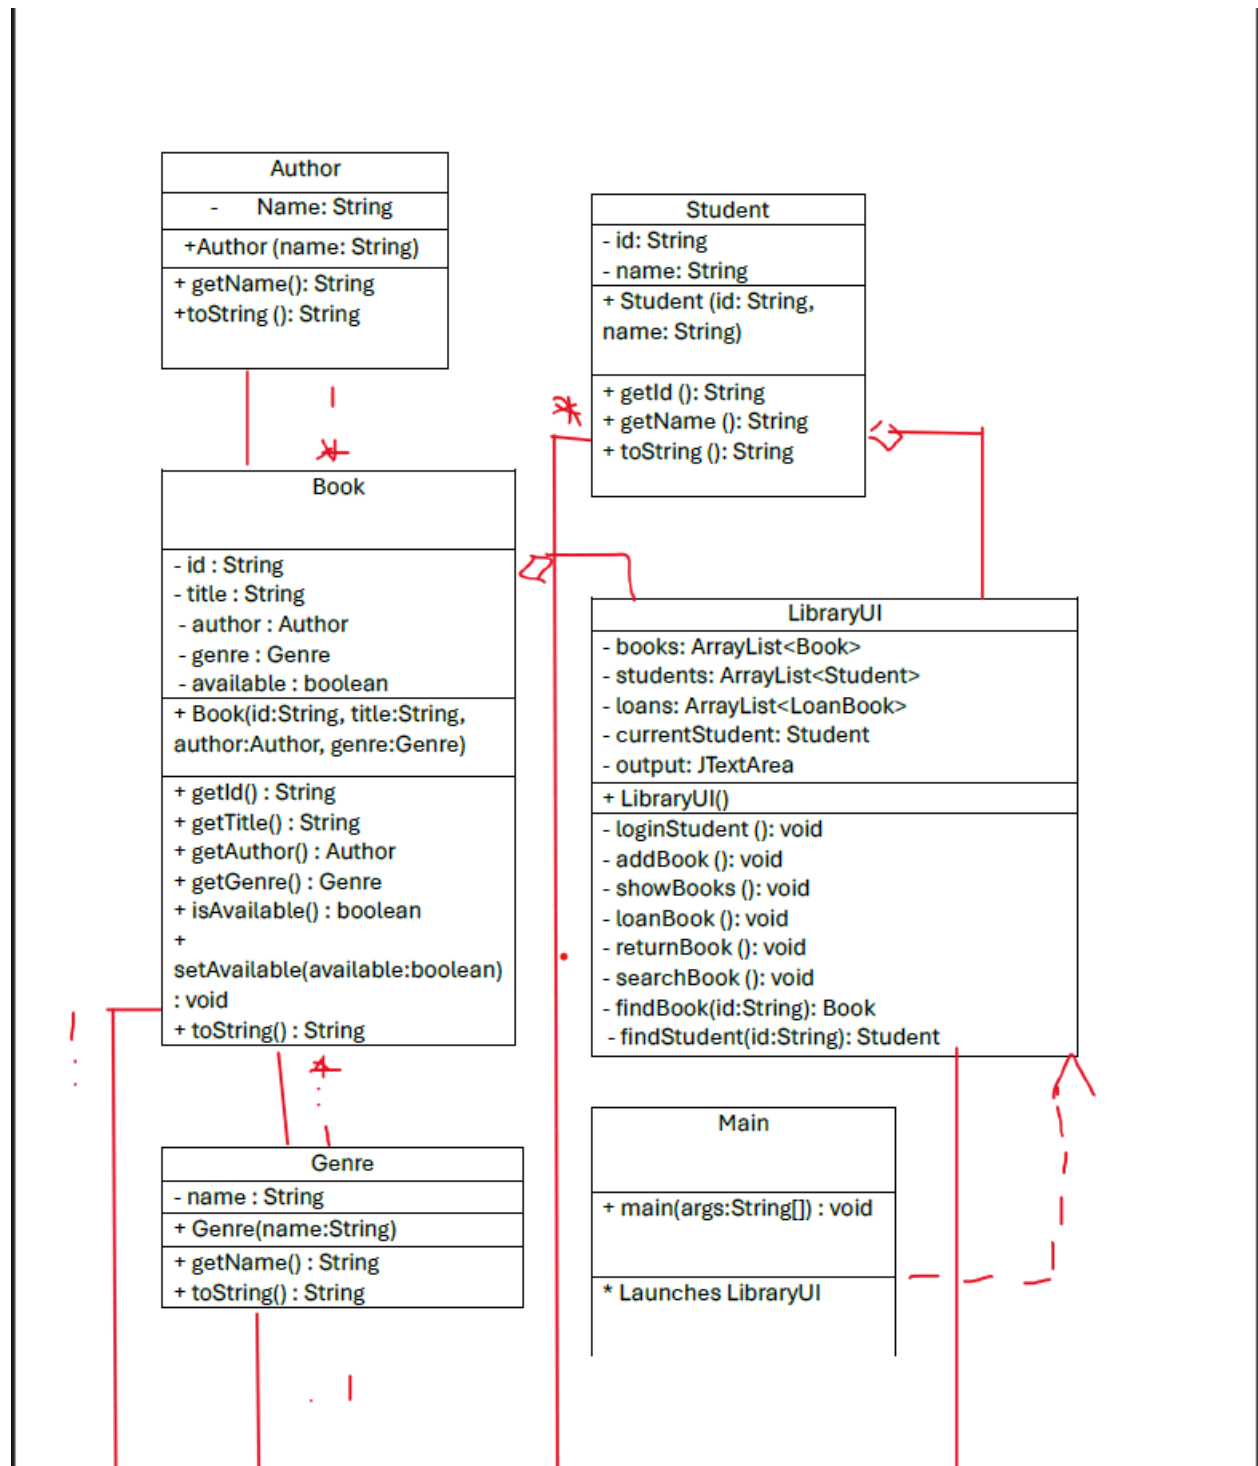 Author
- Name: String
+Author (name: String)
+ getName(): String
+toString (): String
1
*
Student
- id: String
- name: String
+ Student (id: String,
name: String)
+ getId (): String
+ getName (): String
+ toString (): String
*
Book
- id : String
- title : String
- author : Author
- genre : Genre
- available : boolean
+ Book(id:String, title:String,
author:Author, genre:Genre)
+ getId() : String
+ getTitle() : String
+ getAuthor() : Author
+ getGenre() : Genre
+ isAvailable() : boolean
+
setAvailable(available:boolean)
: void
+ toString() : String
1
*
LibraryUI
- books: ArrayList<Book>
- students: ArrayList<Student>
- loans: ArrayList<LoanBook>
- currentStudent: Student
- output: JTextArea
+ LibraryUI()
- loginStudent (): void
- addBook (): void
- showBooks (): void
- loanBook (): void
- returnBook (): void
- searchBook (): void
- findBook(id:String): Book
- findStudent(id:String): Student
Genre
- name : String
+ Genre(name:String)
+ getName() : String
+ toString() : String
1
Main
+ main(args:String[]) : void
* Launches LibraryUI